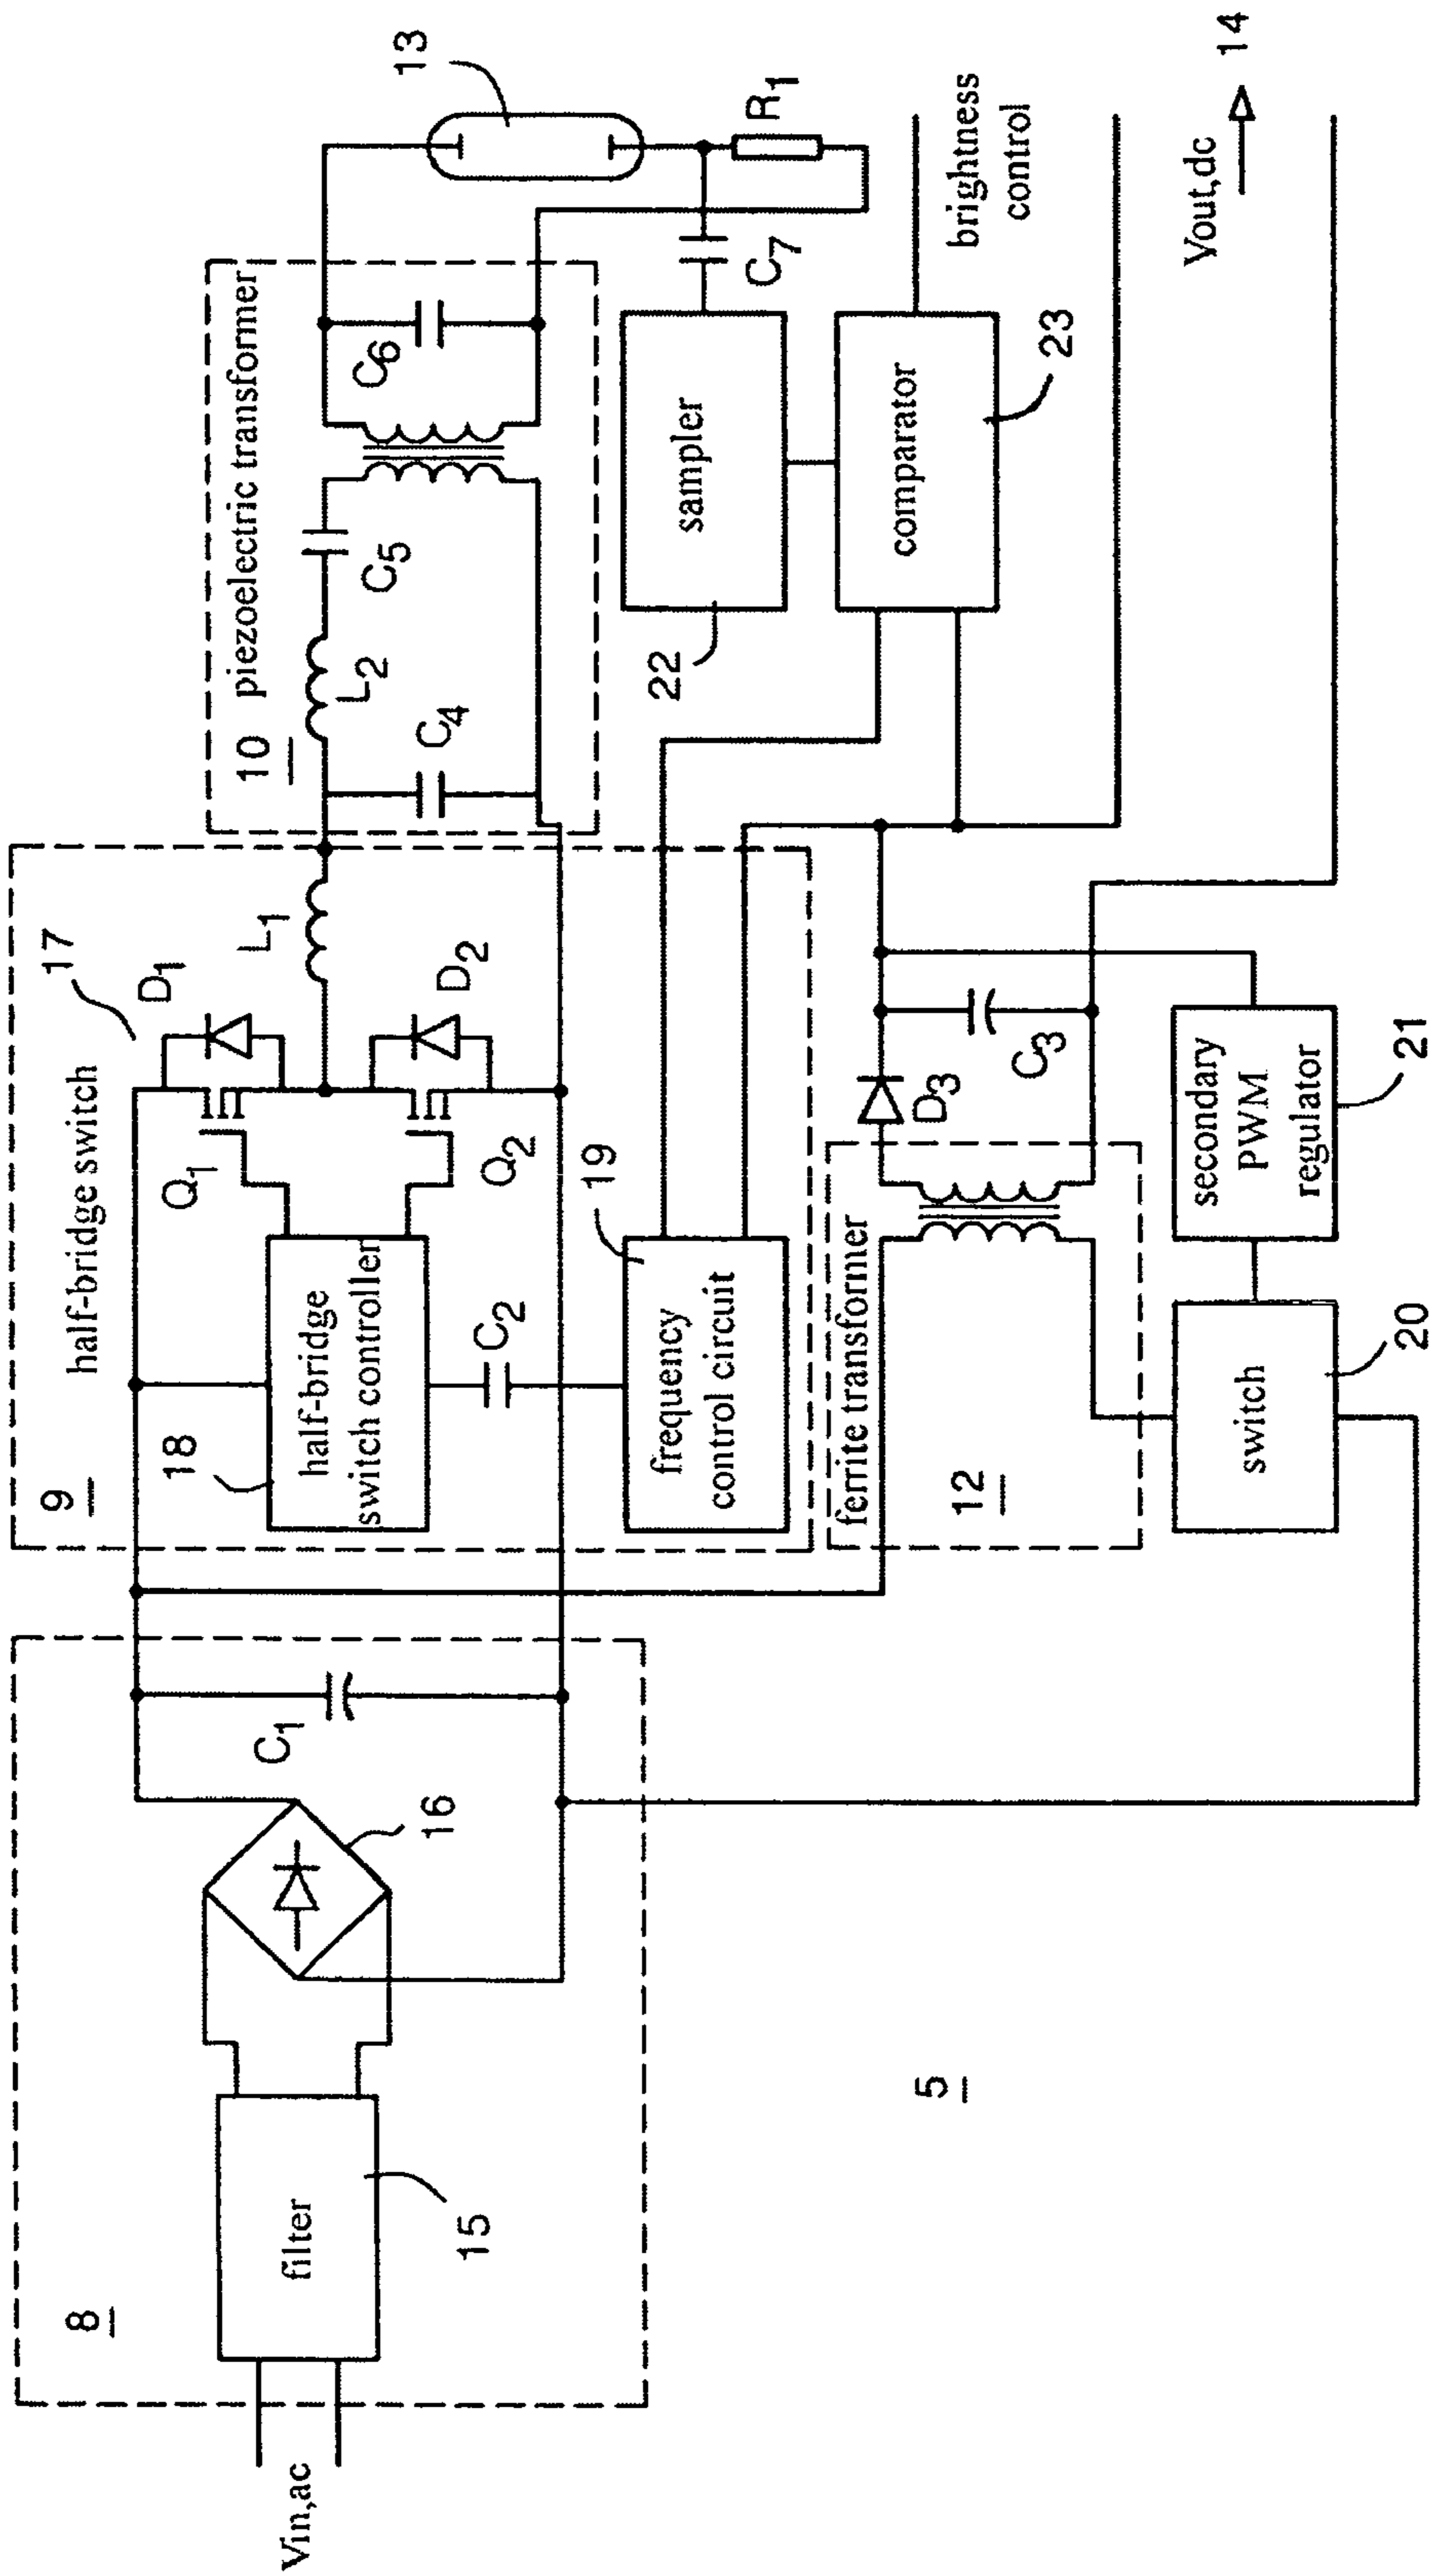 Vin,ac
8
filter
15
16
C1
9
half-bridge switch
17
18
half-bridge
switch controller
Q1
D1
Q2
D2
L1
C2
19
frequency
control circuit
10
piezoelectric transformer
L2
C4
C5
C6
13
R1
C7
22
sampler
comparator
23
brightness
control
ferrite transformer
12
D3
C3
switch
20
secondary
PWM
regulator
21
Vout,dc
14
5